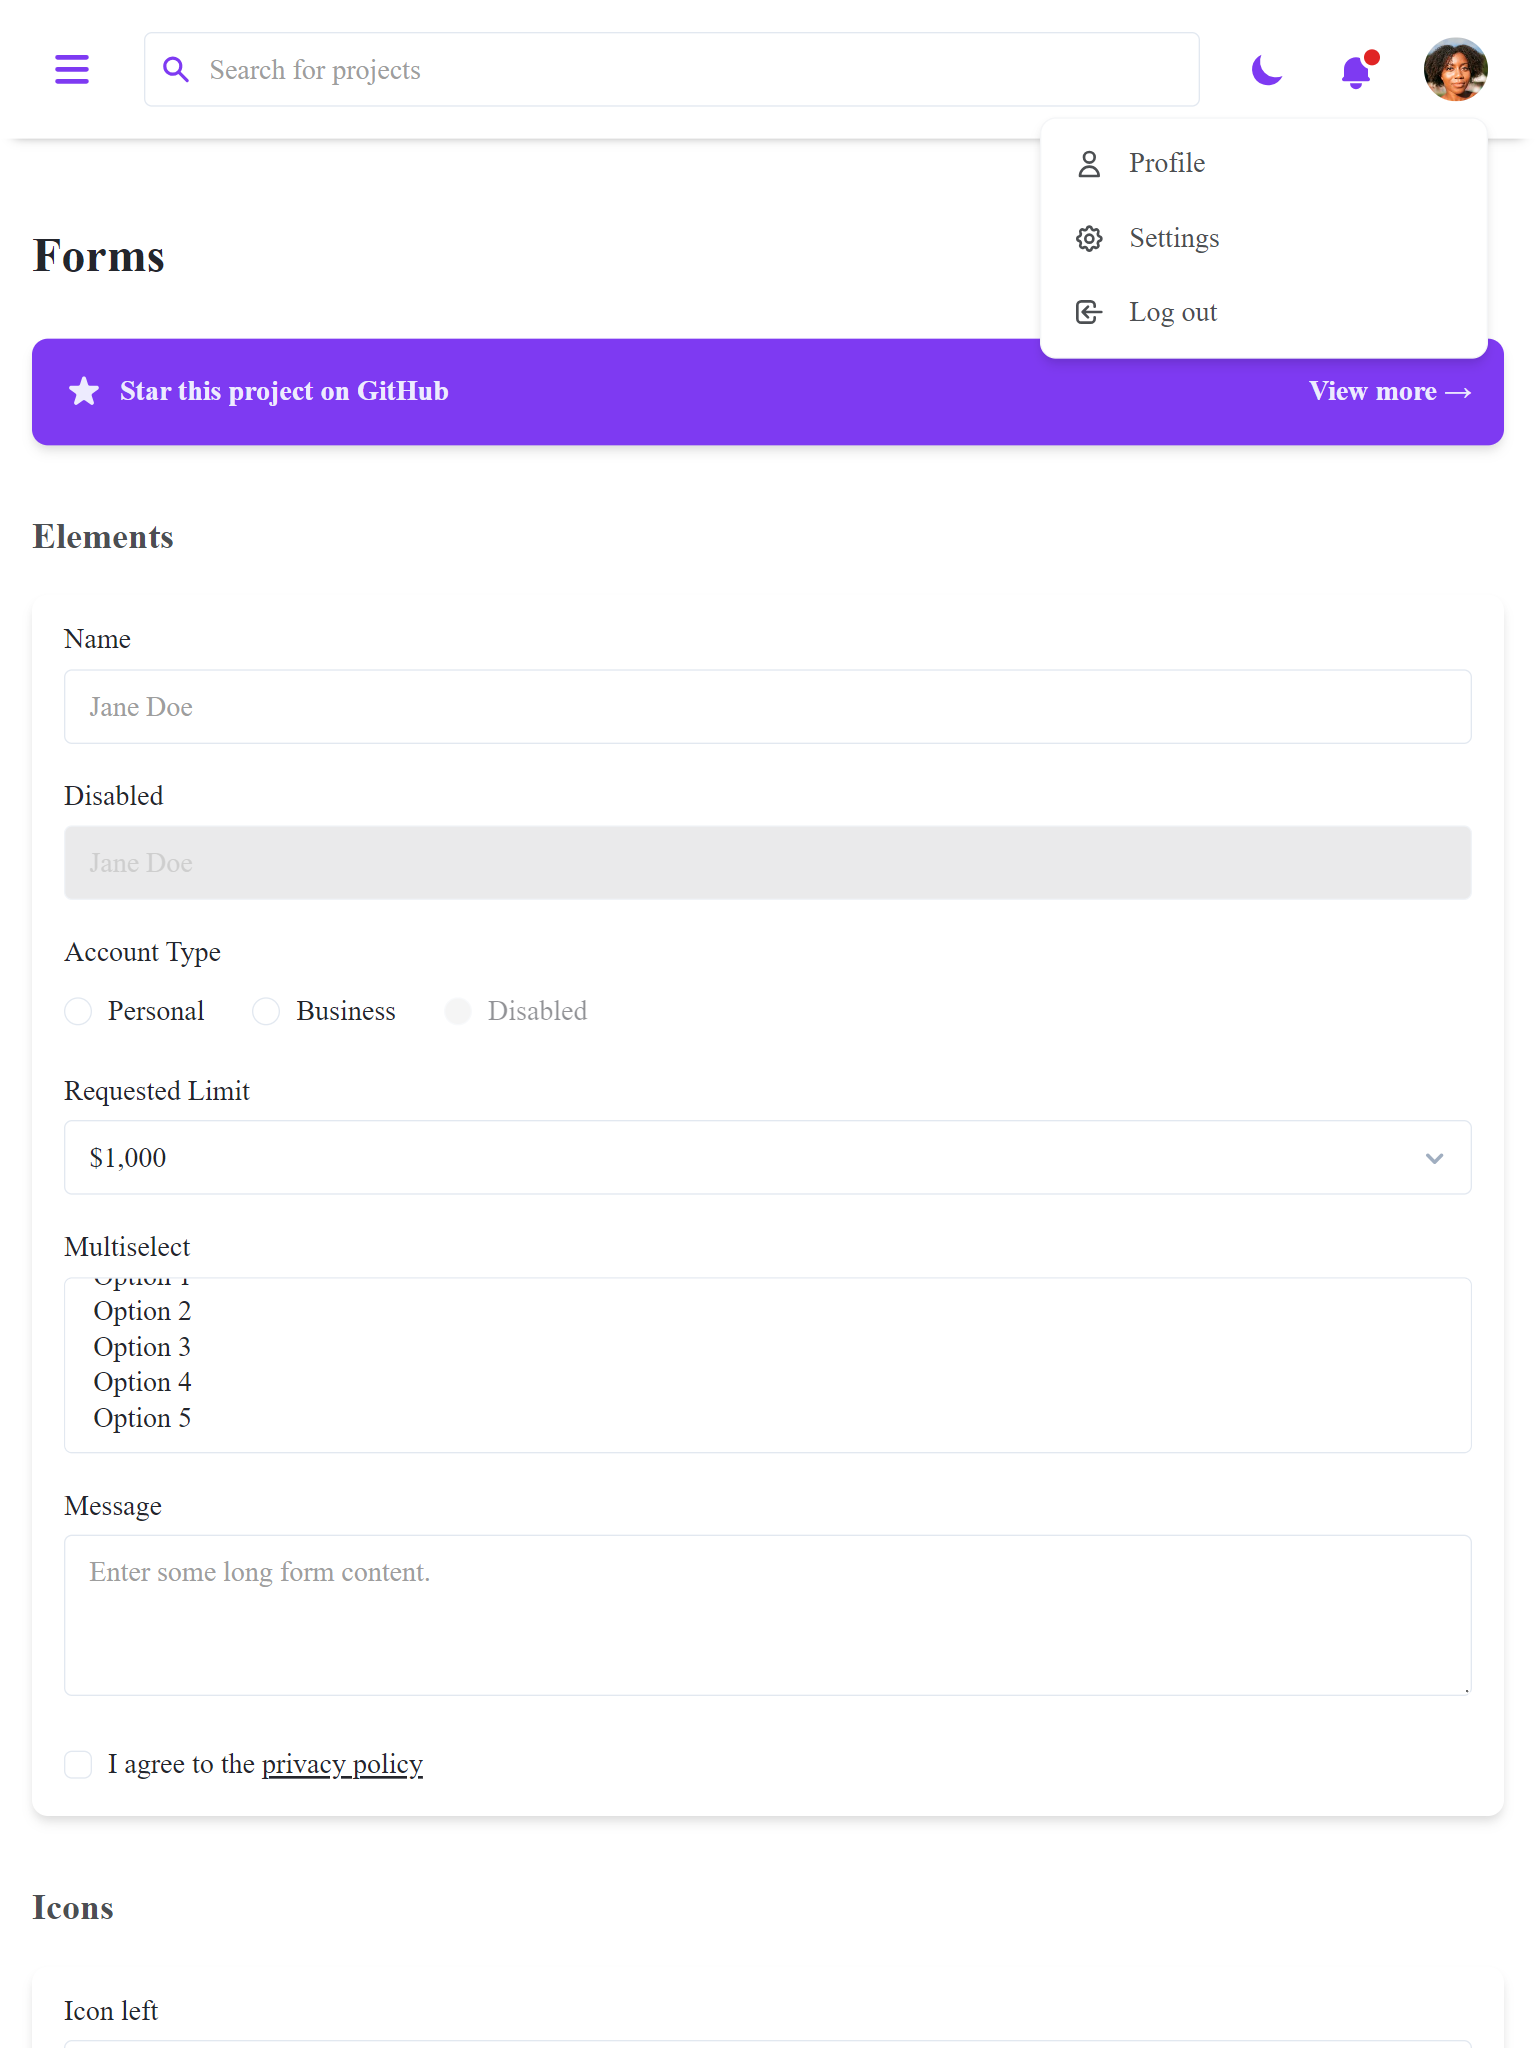 Search for projects
Profile
Settings
Log out
Forms
Star this project on GitHub
View more →
Elements
Name
Jane Doe
Disabled
Jane Doe
Account Type
Personal
Business
Disabled
Requested Limit
$1,000
Multiselect
Option 1
Option 2
Option 3
Option 4
Option 5
Message
Enter some long form content.
I agree to the privacy policy
Icons
Icon left